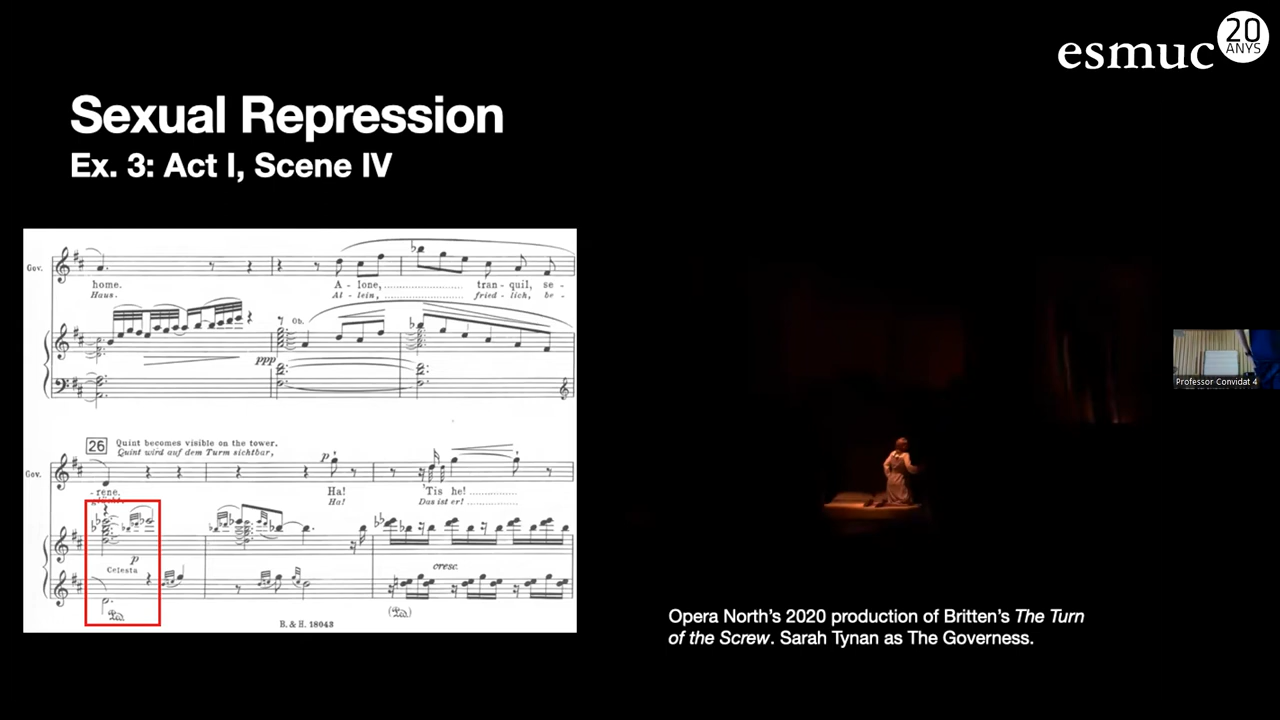 esmuc
20
ANYS
Sexual Repression
Ex. 3: Act I, Scene IV
Gov.
home. A - lone, ........ tran - quil, se -
Haus. Al - lein, ........ fried - lich, be -
Ob.
ppp
26 Quint becomes visible on the tower.
Quint wird auf dem Turm sichtbar,
p
Gov.
- rene. Ha! 'Tis he! ........
Ha! Das ist er! ........
p
Celesta
cresc.
B. & H. 18043
Professor Convidat 4
Opera North's 2020 production of Britten's The Turn
of the Screw. Sarah Tynan as The Governess.